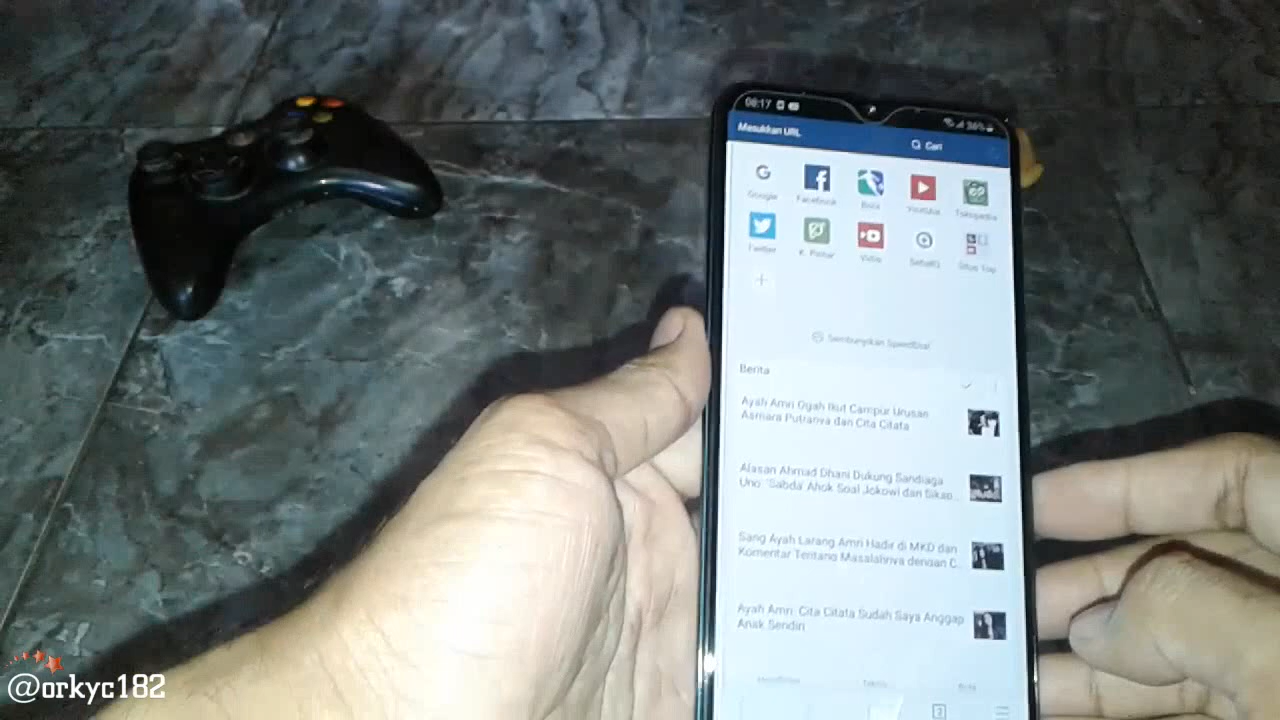 08:17
36%
Masukkan URL
Cari
Google
Facebook
Bola
Youtube
Tokopedia
Twitter
K. Pintar
Vidio
Situs Top
Sembunyikan SpeedDial
Berita
Ayah Amri Ogah Ikut Campur Urusan
Asmara Putranya dan Cita Citata
Alasan Ahmad Dhani Dukung Sandiaga
Uno: 'Sabda' Ahok Soal Jokowi dan Sikap...
Sang Ayah Larang Amri Hadir di MKD dan
Komentar Tentang Masalahnya dengan C...
Ayah Amri: Cita Citata Sudah Saya Anggap
Anak Sendiri
@orkyc182